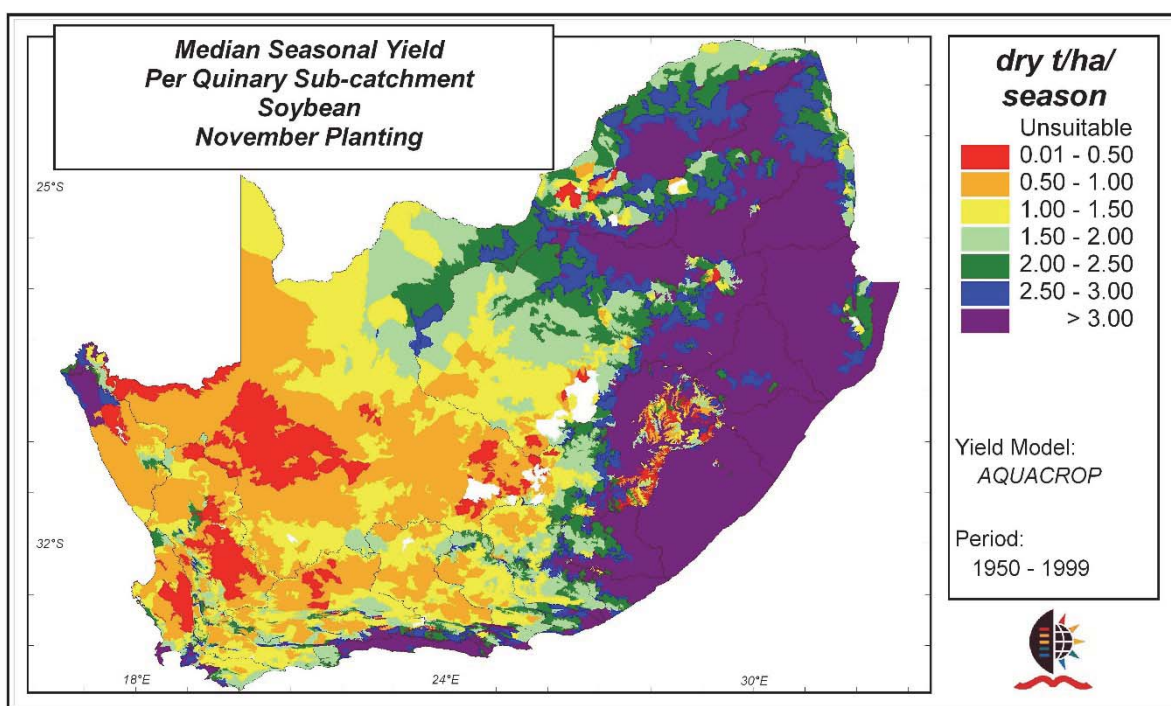 Median Seasonal Yield
Per Quinary Sub-catchment
Soybean
November Planting
dry t/ha/
season
Unsuitable
0.01 - 0.50
0.50 - 1.00
1.00 - 1.50
1.50 - 2.00
2.00 - 2.50
2.50 - 3.00
> 3.00
Yield Model:
AQUACROP
Period:
1950 - 1999
25°S
32°S
18°E
24°E
30°E